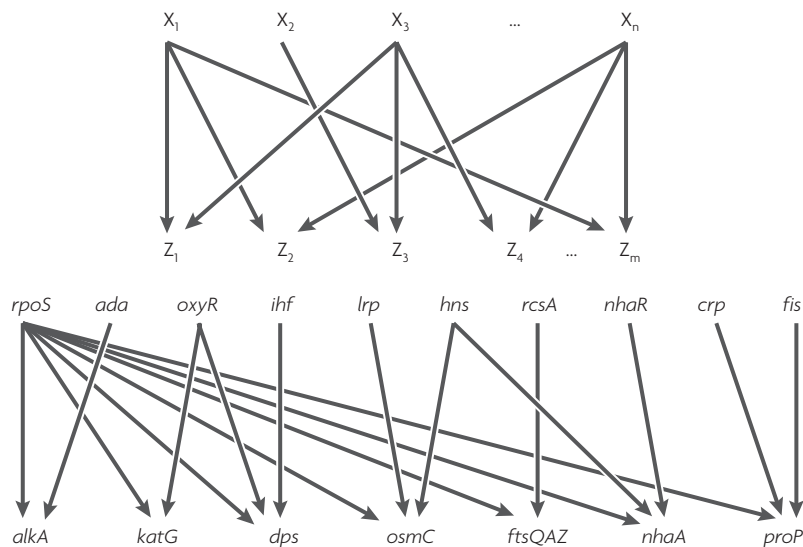 X1 X2 X3 ... Xn
Z1 Z2 Z3 Z4 ... Zm
rpoS ada oxyR ihf lrp hns rcsA nhaR crp fis
alkA katG dps osmC ftsQAZ nhaA proP